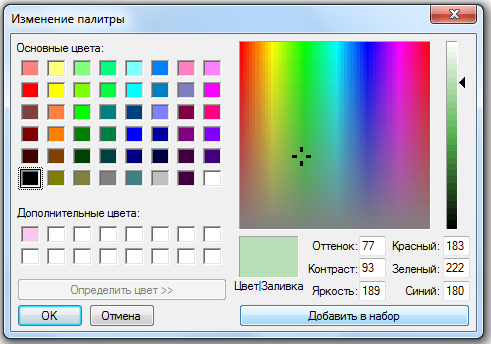 Изменение палитры
Основные цвета:
Дополнительные цвета:
Определить цвет >>
OK
Отмена
Цвет|Заливка
Оттенок: 77
Красный: 183
Контраст: 93
Зеленый: 222
Яркость: 189
Синий: 180
Добавить в набор